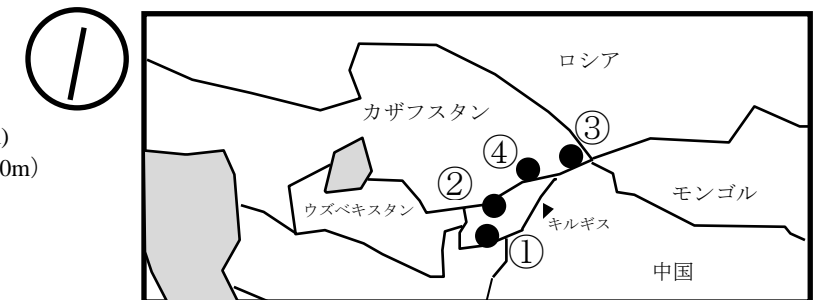 ロシア
カザフスタン
③
)
④
0m）
②
モンゴル
ウズベキスタン
キルギス
①
中国